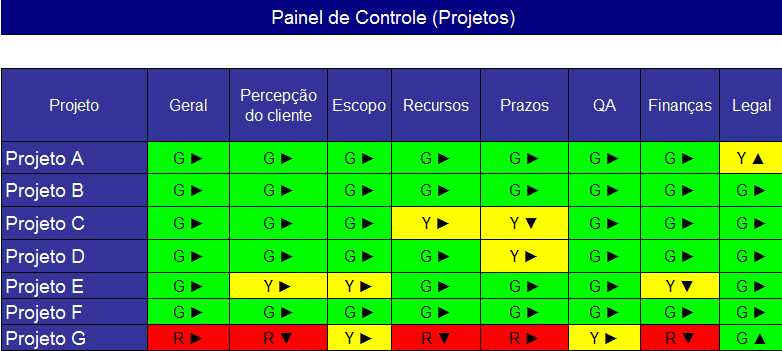 Painel de Controle (Projetos)
Projeto Geral Percepção do cliente Escopo Recursos Prazos QA Finanças Legal
Projeto A G ► G ► G ► G ► G ► G ► G ► Y ▲
Projeto B G ► G ► G ► G ► G ► G ► G ► G ►
Projeto C G ► G ► G ► Y ► Y ▼ G ► G ► G ►
Projeto D G ► G ► G ► G ► Y ► G ► G ► G ►
Projeto E G ► Y ► Y ► G ► G ► G ► Y ▼ G ►
Projeto F G ► G ► G ► G ► G ► G ► G ► G ►
Projeto G R ► R ▼ Y ► R ▼ R ► Y ► R ▼ G ▲